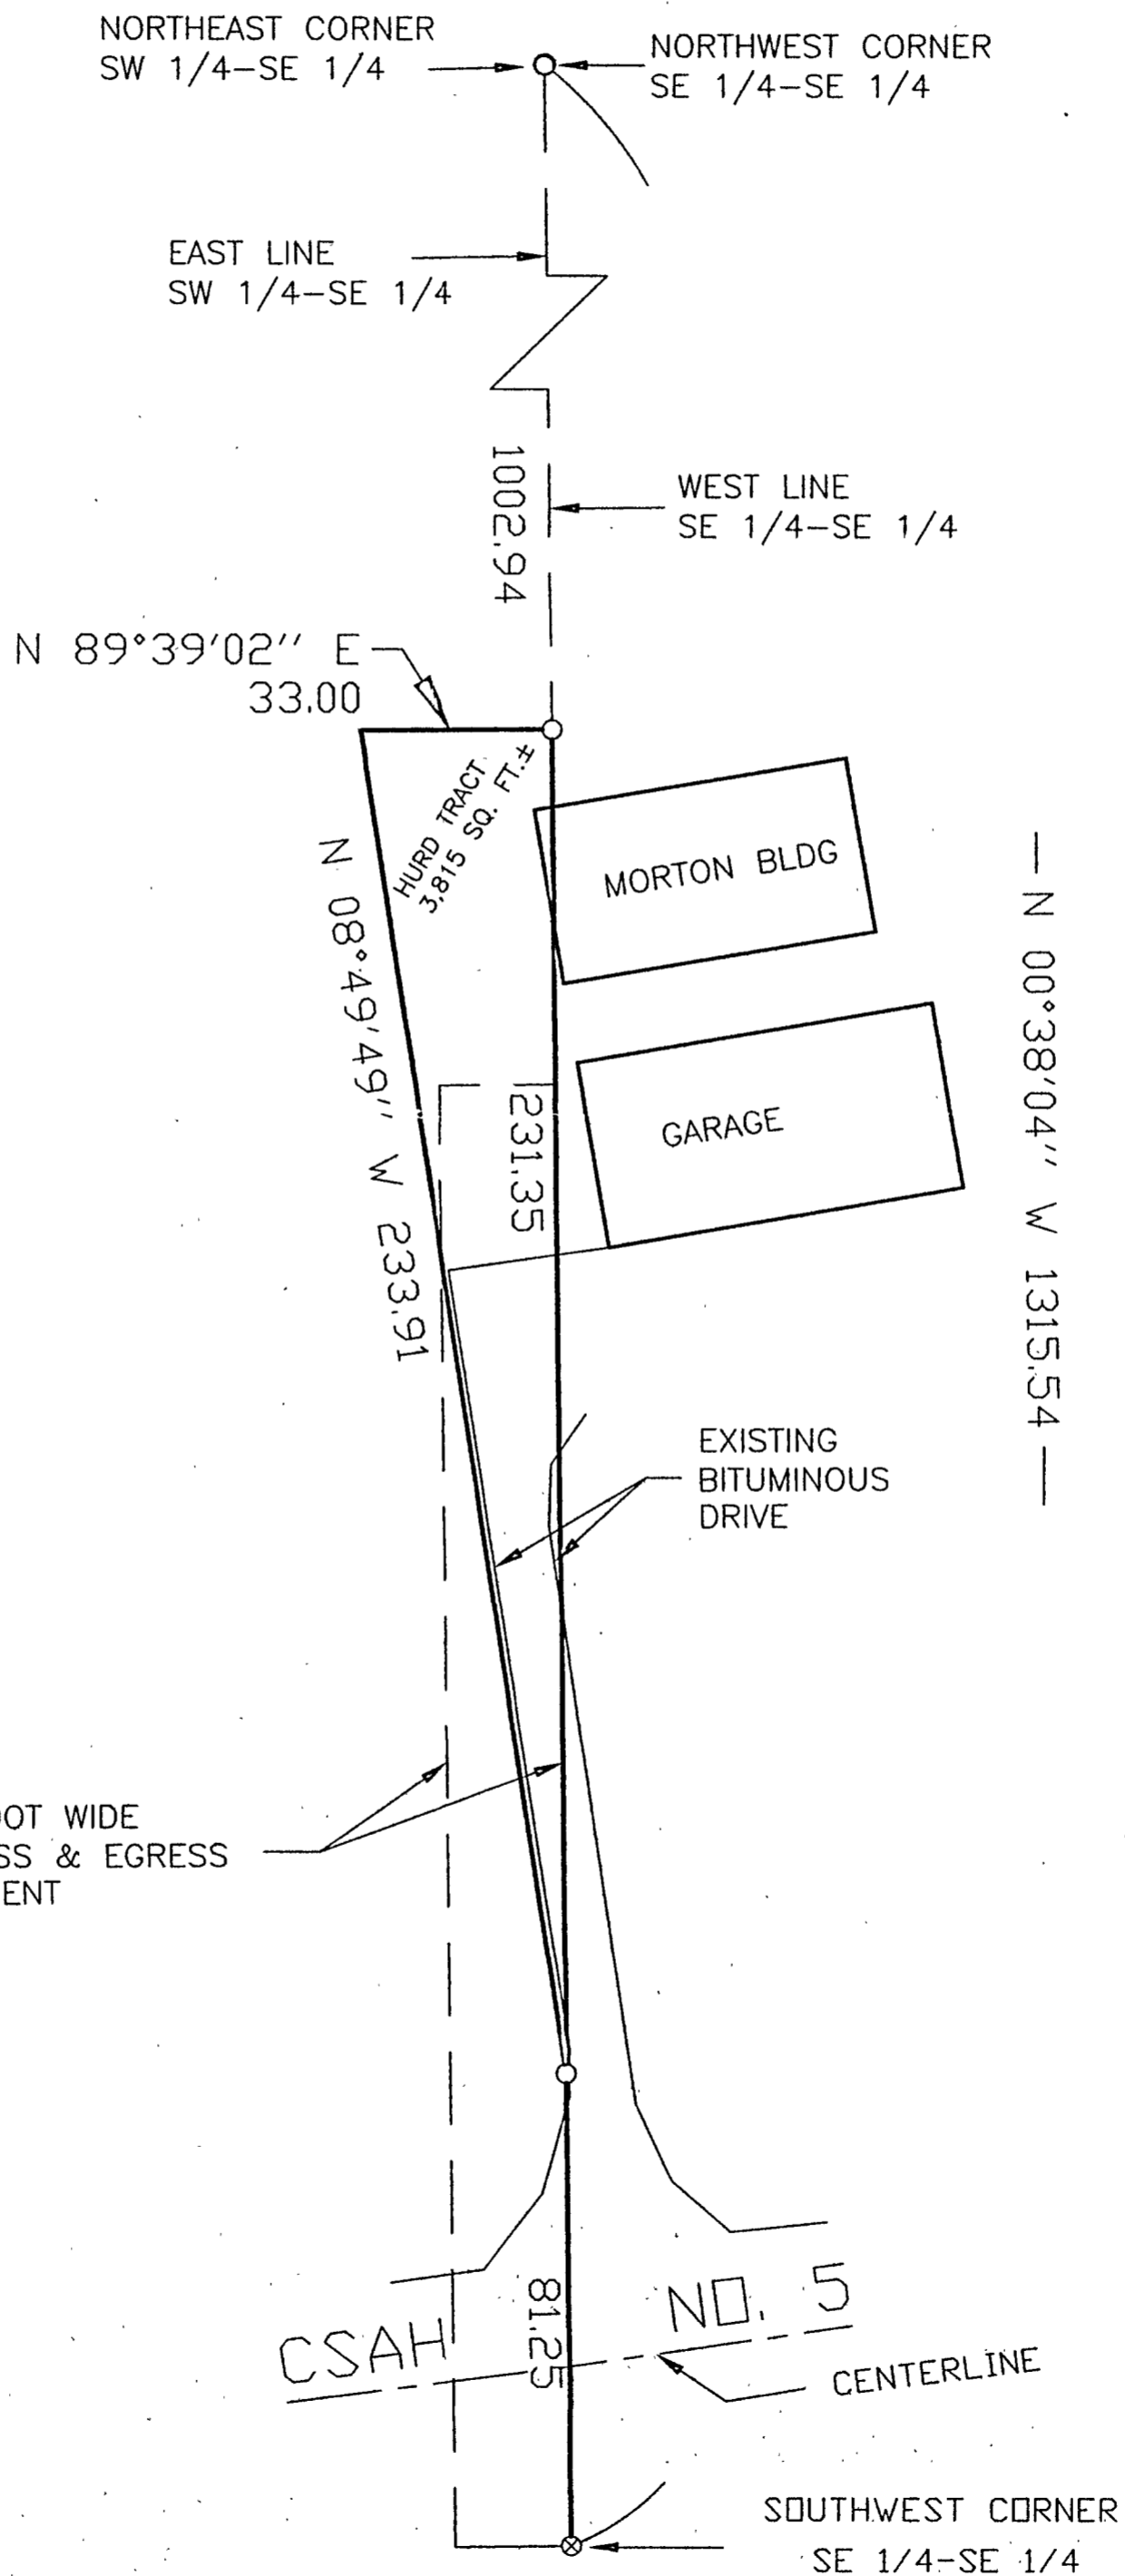 NORTHEAST CORNER
SW 1/4-SE 1/4
NORTHWEST CORNER
SE 1/4-SE 1/4
EAST LINE
SW 1/4-SE 1/4
1002.94
WEST LINE
SE 1/4-SE 1/4
N 89°39'02" E
33.00
HURD TRACT
3,815 SQ. FT.±
MORTON BLDG
N 08°49'49" W 233.91
— N 00°38'04" W 1315.54 —
231.35
GARAGE
EXISTING
BITUMINOUS
DRIVE
WIDE
& EGRESS
81.25
CSAH NO. 5
CENTERLINE
SOUTHWEST CORNER
SE 1/4-SE 1/4